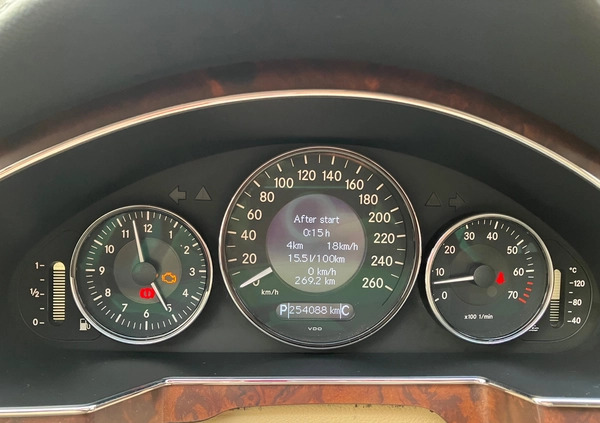 After start
0:15 h
4km 18km/h
15.5l/100km
0 km/h
269.2 km
P 254088 km C
VDO
0 20 40 60 80 100 120 140 160 180 200 220 240 260
km/h
12 1 2 3 4 5 6 7 8 9 10 11
1
½
0
0 10 20 30 40 50 60 70
x100 1/min
°C
120
80
40